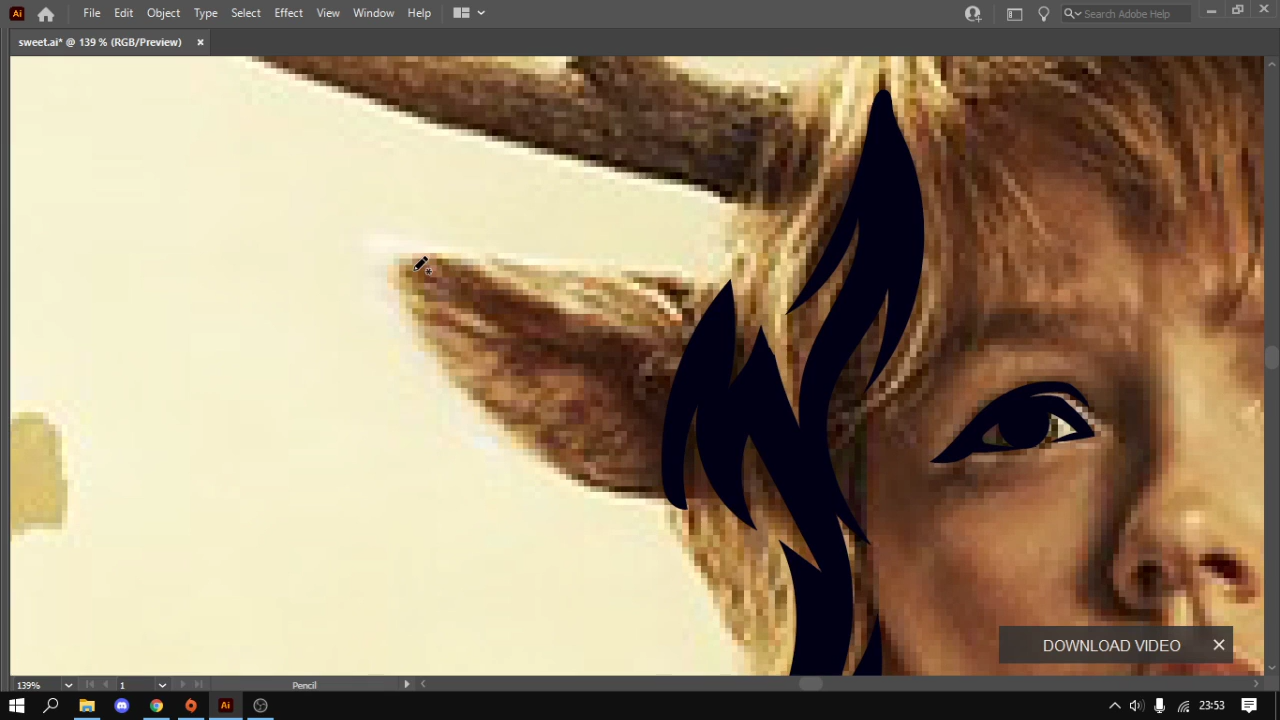 Ai File Edit Object Type Select Effect View Window Help Search Adobe Help
sweet.ai* @ 139 % (RGB/Preview) ×
DOWNLOAD VIDEO ×
139% 1 Pencil
Ai 23:53